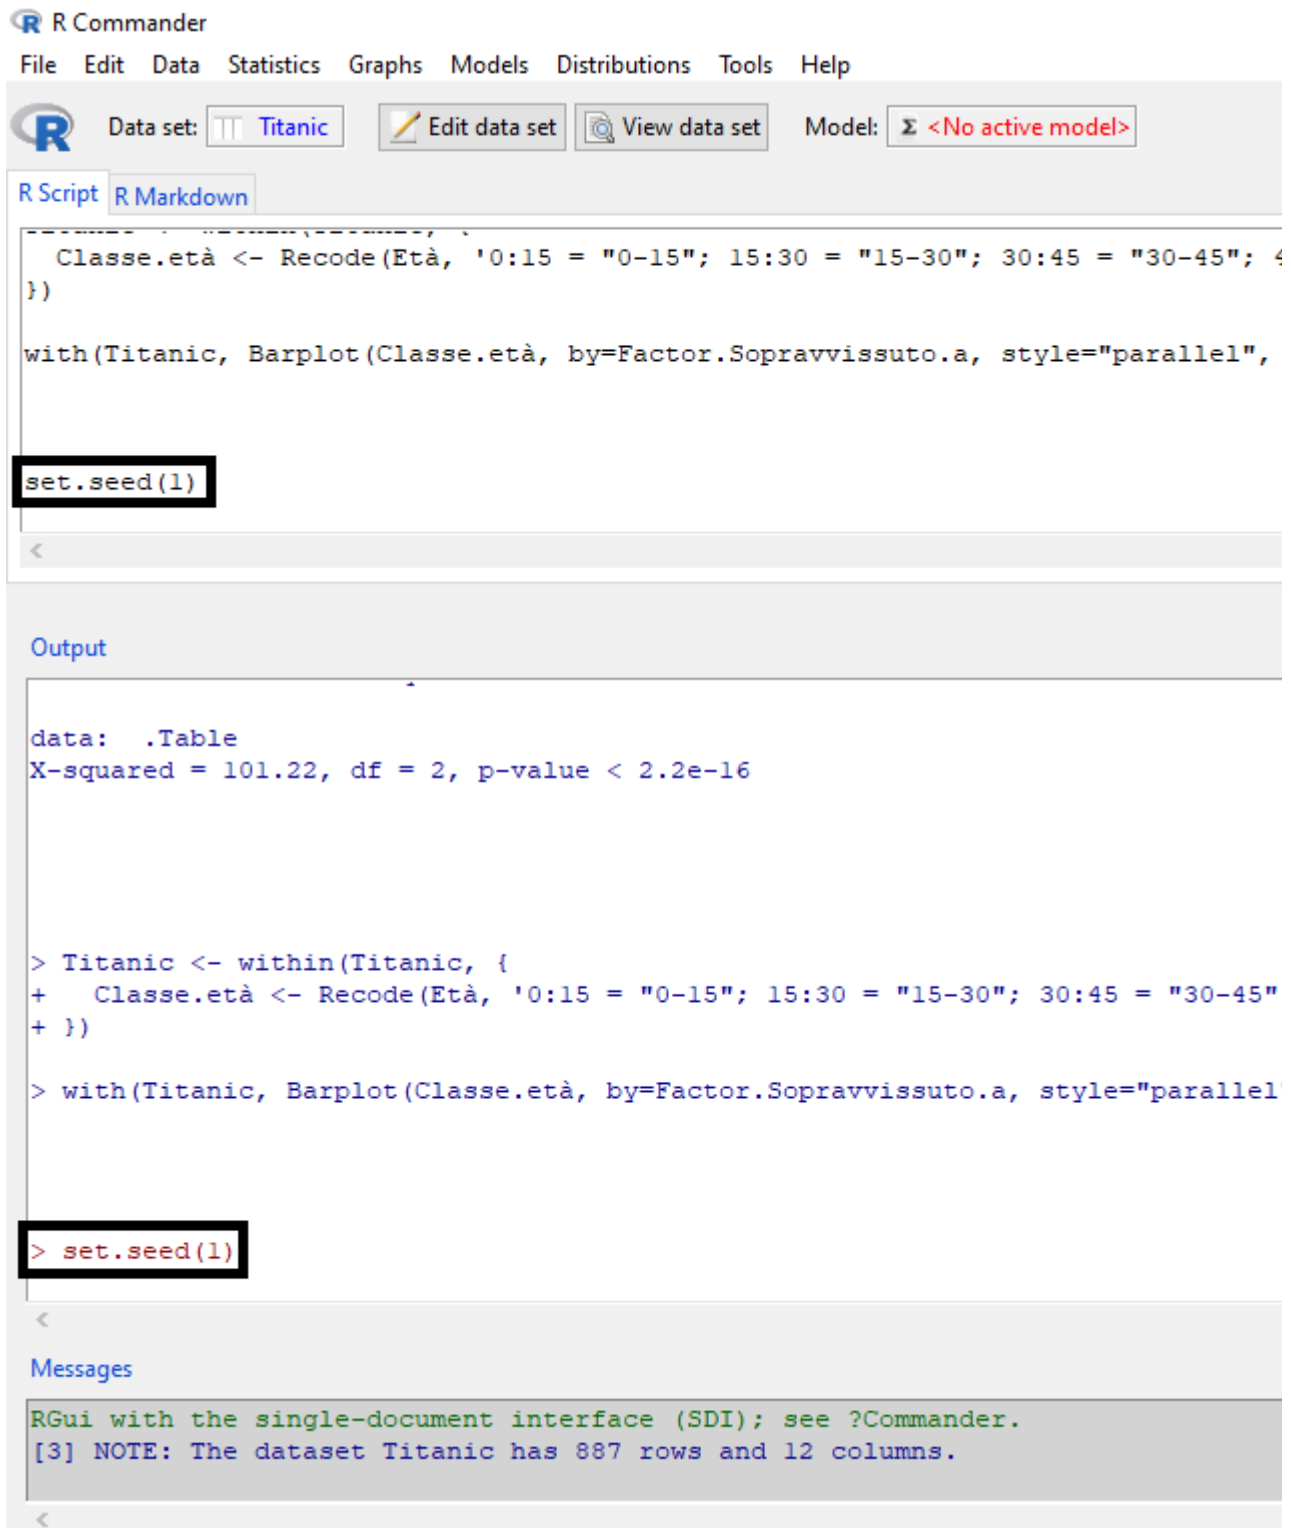 R Commander
File Edit Data Statistics Graphs Models Distributions Tools Help
R Data set: Titanic Edit data set View data set Model: Σ <No active model>
R Script R Markdown
Classe.età <- Recode(Età, '0:15 = "0-15"; 15:30 = "15-30"; 30:45 = "30-45";
})
with(Titanic, Barplot(Classe.età, by=Factor.Sopravvissuto.a, style="parallel",
set.seed(1)
Output
data: .Table
X-squared = 101.22, df = 2, p-value < 2.2e-16
> Titanic <- within(Titanic, {
+ Classe.età <- Recode(Età, '0:15 = "0-15"; 15:30 = "15-30"; 30:45 = "30-45"
+ })
> with(Titanic, Barplot(Classe.età, by=Factor.Sopravvissuto.a, style="parallel
> set.seed(1)
Messages
RGui with the single-document interface (SDI); see ?Commander.
[3] NOTE: The dataset Titanic has 887 rows and 12 columns.